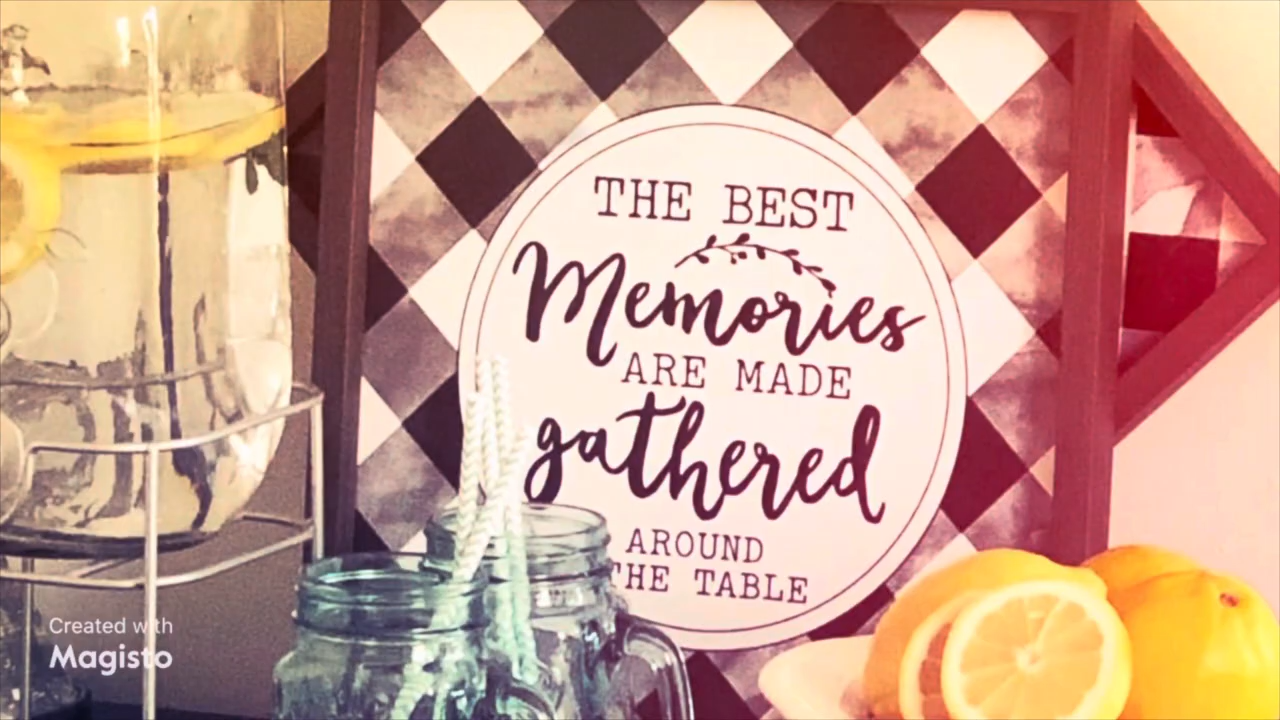 THE BEST
Memories
ARE MADE
gathered
AROUND
THE TABLE
Created with
Magisto